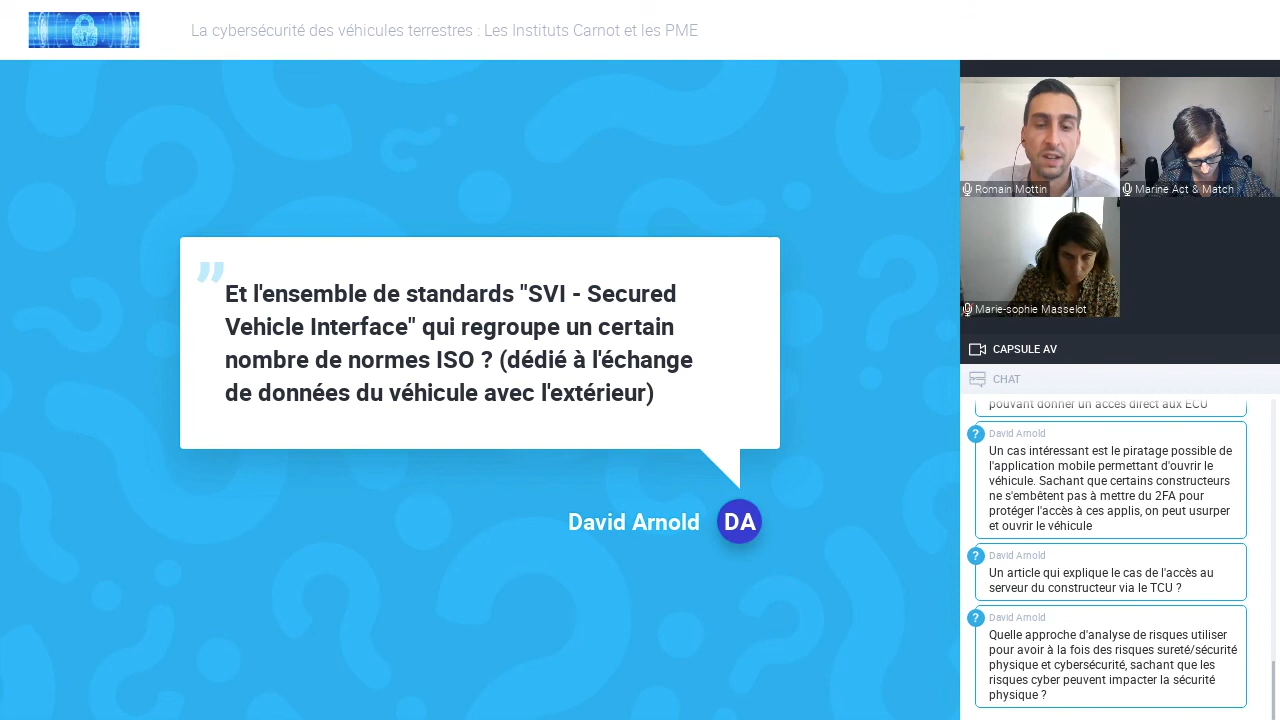 La cybersécurité des véhicules terrestres : Les Instituts Carnot et les PME
Et l'ensemble de standards "SVI - Secured
Vehicle Interface" qui regroupe un certain
nombre de normes ISO ? (dédié à l'échange
de données du véhicule avec l'extérieur)
David Arnold
DA
Romain Mottin
Marine Act & Match
Marie-sophie Masselot
CAPSULE AV
CHAT
pouvant donner un accès direct aux ECU
?
David Arnold
Un cas intéressant est le piratage possible de
l'application mobile permettant d'ouvrir le
véhicule. Sachant que certains constructeurs
ne s'embêtent pas à mettre du 2FA pour
protéger l'accès à ces applis, on peut usurper
et ouvrir le véhicule
?
David Arnold
Un article qui explique le cas de l'accès au
serveur du constructeur via le TCU ?
?
David Arnold
Quelle approche d'analyse de risques utiliser
pour avoir à la fois des risques sureté/sécurité
physique et cybersécurité, sachant que les
risques cyber peuvent impacter la sécurité
physique ?